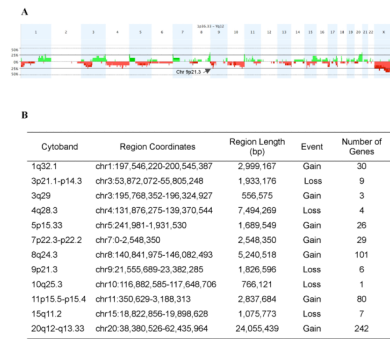 A
1 2 3 4 5 6 7 8 9 10 11 12 13 14 15 16 17 18 19 20 21 22 X
Chr 9p21.3
B
Cytoband Region Coordinates Region Length (bp) Event Number of Genes
1q32.1 chr1:197,546,220-200,545,387 2,999,167 Gain 30
3p21.1-p14.3 chr3:53,872,072-55,805,248 1,933,176 Loss 9
3q29 chr3:195,768,352-196,324,927 556,575 Gain 3
4q28.3 chr4:131,876,275-139,370,544 7,494,269 Loss 4
5p15.33 chr5:241,981-1,931,530 1,689,549 Gain 26
7p22.3-p22.2 chr7:0-2,548,350 2,548,350 Gain 29
8q24.3 chr8:140,841,975-146,082,493 5,240,518 Gain 101
9p21.3 chr9:21,555,689-23,382,285 1,826,596 Loss 6
10q25.3 chr10:116,882,585-117,648,706 766,121 Loss 1
11p15.5-p15.4 chr11:350,629-3,188,313 2,837,684 Gain 80
15q11.2 chr15:18,822,856-19,898,628 1,075,773 Loss 7
20q12-q13.33 chr20:38,380,526-62,435,964 24,055,439 Gain 242